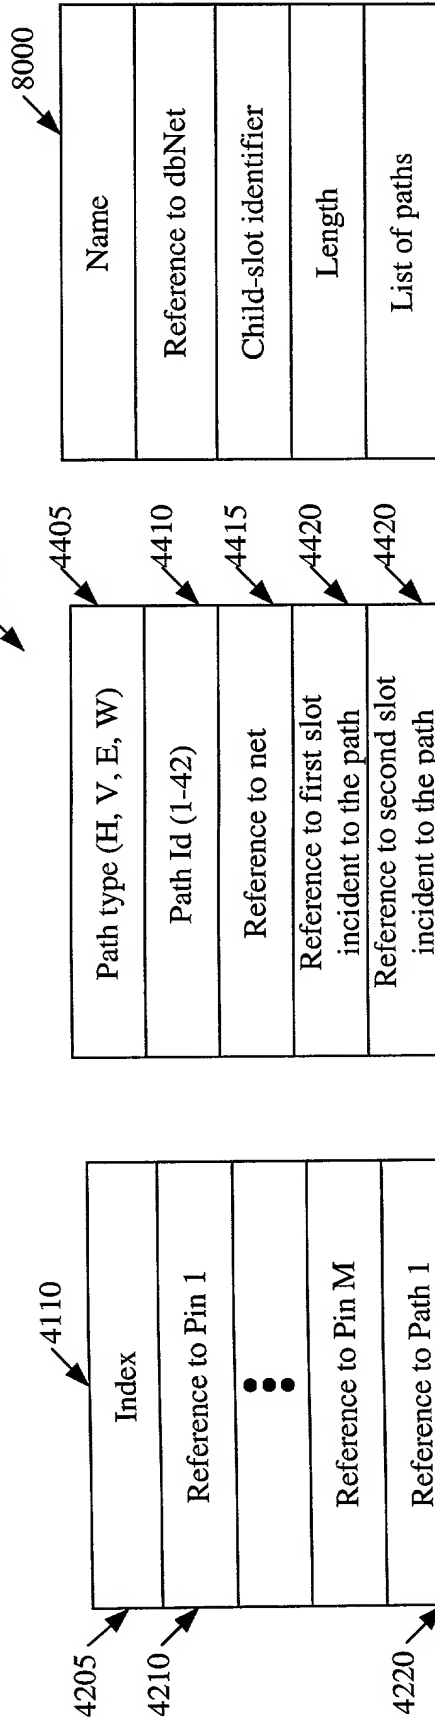 8000
Name
Reference to dbNet
Child-slot identifier
Length
List of paths
4405
4410
4415
4420
4420
Path type (H, V, E, W)
Path Id (1-42)
Reference to net
Reference to first slot
incident to the path
Reference to second slot
incident to the path
4110
Index
Reference to Pin 1
Reference to Pin M
Reference to Path 1
4205
4210
4220